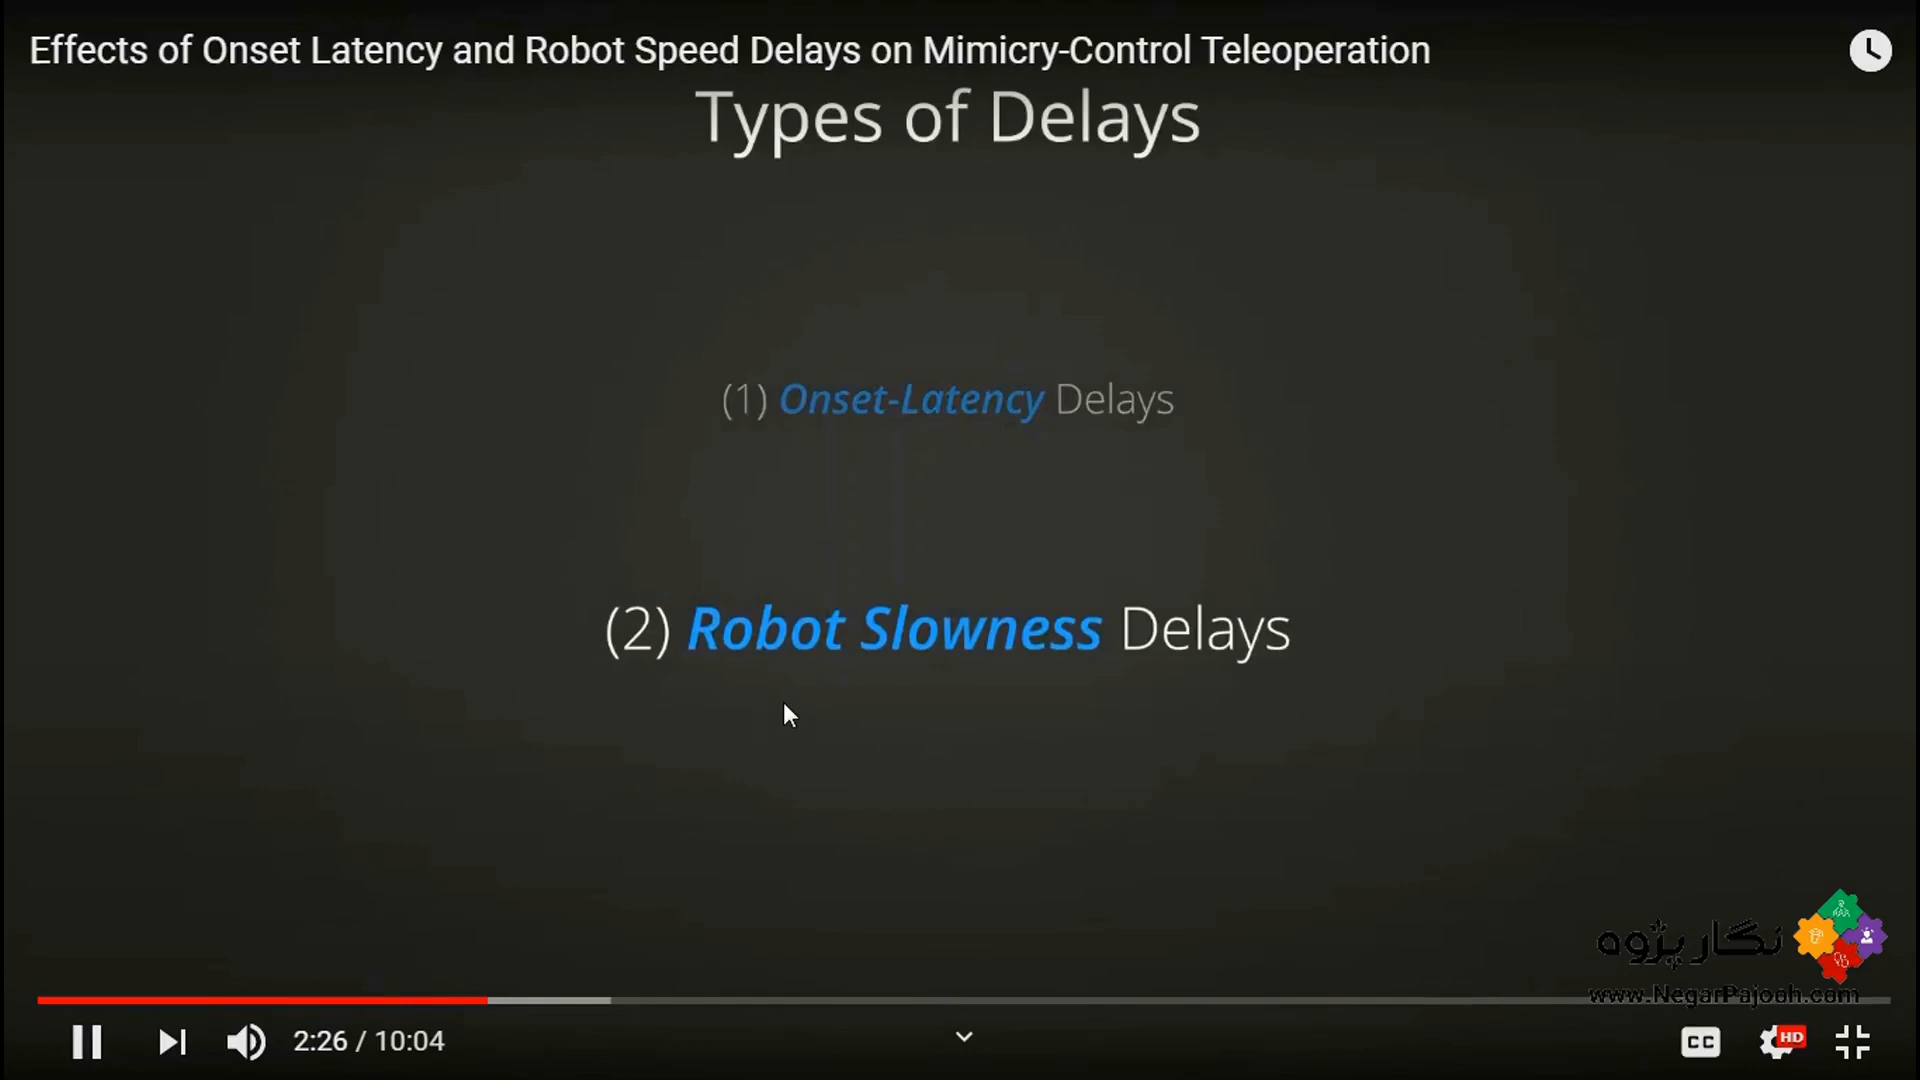 Effects of Onset Latency and Robot Speed Delays on Mimicry-Control Teleoperation
Types of Delays
(1) Onset-Latency Delays
(2) Robot Slowness Delays
نگار پژوه
www.NegarPajooh.com
2:26 / 10:04
CC
HD